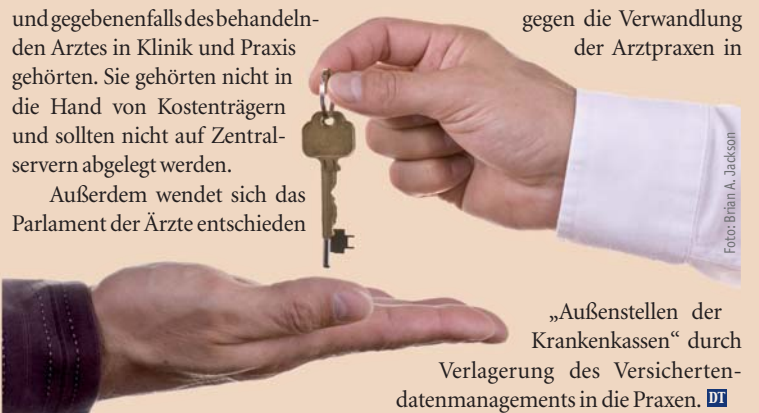 und gegebenenfalls des behandeln-
den Arztes in Klinik und Praxis
gehörten. Sie gehörten nicht in
die Hand von Kostenträgern
und sollten nicht auf Zentral-
servern abgelegt werden.
Außerdem wendet sich das
Parlament der Ärzte entschieden
gegen die Verwandlung
der Arztpraxen in
„Außenstellen der
Krankenkassen“ durch
Verlagerung des Versicherten-
datenmanagements in die Praxen. DT
Foto: Brian A. Jackson